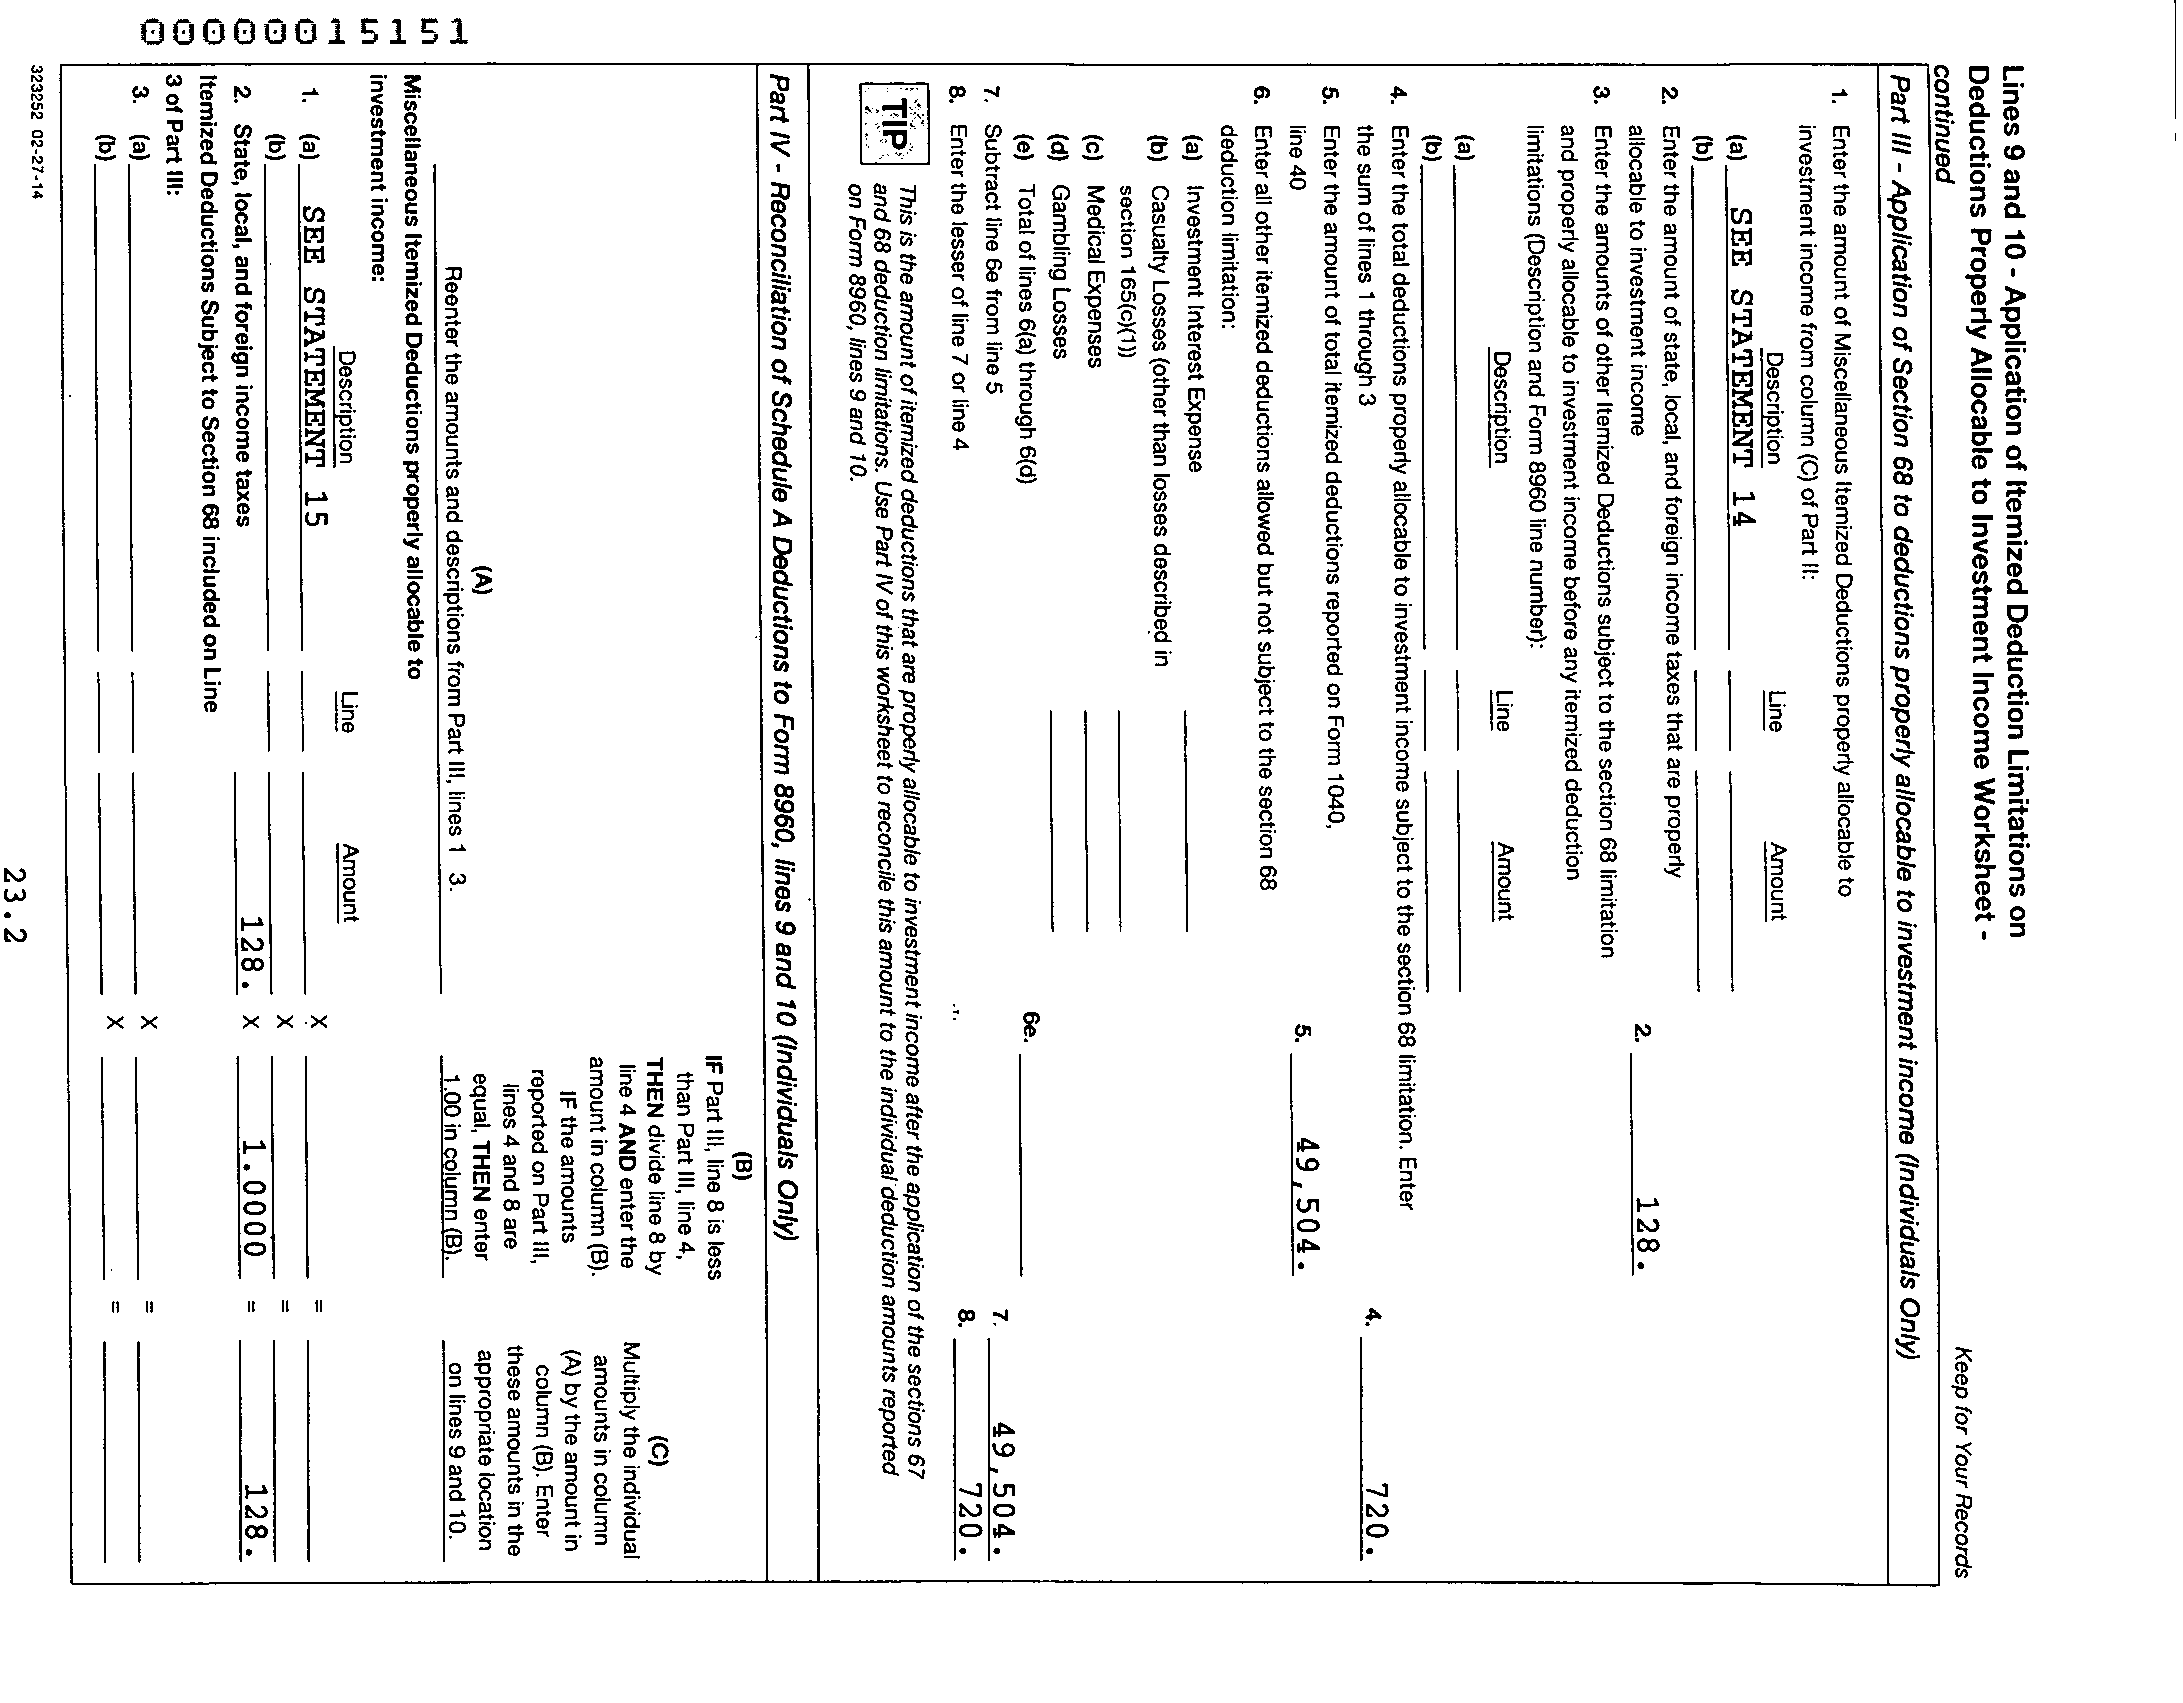 Lines 9 and 10 - Application of Itemized Deduction Limitations on
Deductions Properly Allocable to Investment Income Worksheet -
continued
Keep for Your Records
Part III - Application of Section 68 to deductions properly allocable to investment income (Individuals Only)
1. Enter the amount of Miscellaneous Itemized Deductions properly allocable to
investment income from column (C) of Part II:
Description Line Amount
(a) SEE STATEMENT 14
(b)
2. Enter the amount of state, local, and foreign income taxes that are properly
allocable to investment income 2. 128.
3. Enter the amounts of other Itemized Deductions subject to the section 68 limitation
and properly allocable to investment income before any itemized deduction
limitations (Description and Form 8960 line number):
Description Line Amount
(a)
(b)
4. Enter the total deductions properly allocable to investment income subject to the section 68 limitation. Enter
the sum of lines 1 through 3 4. 720.
5. Enter the amount of total itemized deductions reported on Form 1040,
line 40 5. 49,504.
6. Enter all other itemized deductions allowed but not subject to the section 68
deduction limitation:
(a) Investment Interest Expense
(b) Casualty Losses (other than losses described in
section 165(c)(1))
(c) Medical Expenses
(d) Gambling Losses
(e) Total of lines 6(a) through 6(d) 6e.
7. Subtract line 6e from line 5 7. 49,504.
8. Enter the lesser of line 7 or line 4 8. 720.
TIP
This is the amount of itemized deductions that are properly allocable to investment income after the application of the sections 67
and 68 deduction limitations. Use Part IV of this worksheet to reconcile this amount to the individual deduction amounts reported
on Form 8960, lines 9 and 10.
Part IV - Reconciliation of Schedule A Deductions to Form 8960, lines 9 and 10 (Individuals Only)
(A)
Reenter the amounts and descriptions from Part III, lines 1 3.
(B)
IF Part III, line 8 is less
than Part III, line 4,
THEN divide line 8 by
line 4 AND enter the
amount in column (B).
IF the amounts
reported on Part III,
lines 4 and 8 are
equal, THEN enter
1.00 in column (B).
(C)
Multiply the individual
amounts in column
(A) by the amount in
column (B). Enter
these amounts in the
appropriate location
on lines 9 and 10.
Miscellaneous Itemized Deductions properly allocable to
investment income:
Description Line Amount
1. (a) SEE STATEMENT 15 X =
(b) X =
2. State, local, and foreign income taxes 128. X 1.0000 = 128.
Itemized Deductions Subject to Section 68 included on Line
3 of Part III:
3. (a) X =
(b) X =
323252 02-27-14
23.2
00000015151